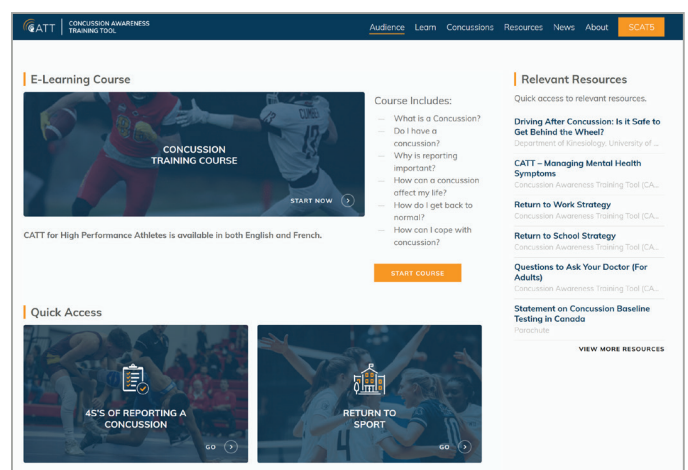 CATT
CONCUSSION AWARENESS
TRAINING TOOL
Audience
Learn
Concussions
Resources
News
About
SCAT5
E-Learning Course
CONCUSSION
TRAINING COURSE
START NOW
CATT for High Performance Athletes is available in both English and French.
Course Includes:
— What is a Concussion?
— Do I have a
concussion?
— Why is reporting
important?
— How can a concussion
affect my life?
— How do I get back to
normal?
— How can I cope with
concussion?
START COURSE
Quick Access
4S'S OF REPORTING A
CONCUSSION
GO
RETURN TO
SPORT
GO
Relevant Resources
Quick access to relevant resources.
Driving After Concussion: Is it Safe to
Get Behind the Wheel?
Department of Kinesiology, University of ...
CATT – Managing Mental Health
Symptoms
Concussion Awareness Training Tool (CA...
Return to Work Strategy
Concussion Awareness Training Tool (CA...
Return to School Strategy
Concussion Awareness Training Tool (CA...
Questions to Ask Your Doctor (For
Adults)
Concussion Awareness Training Tool (CA...
Statement on Concussion Baseline
Testing in Canada
Parachute
VIEW MORE RESOURCES